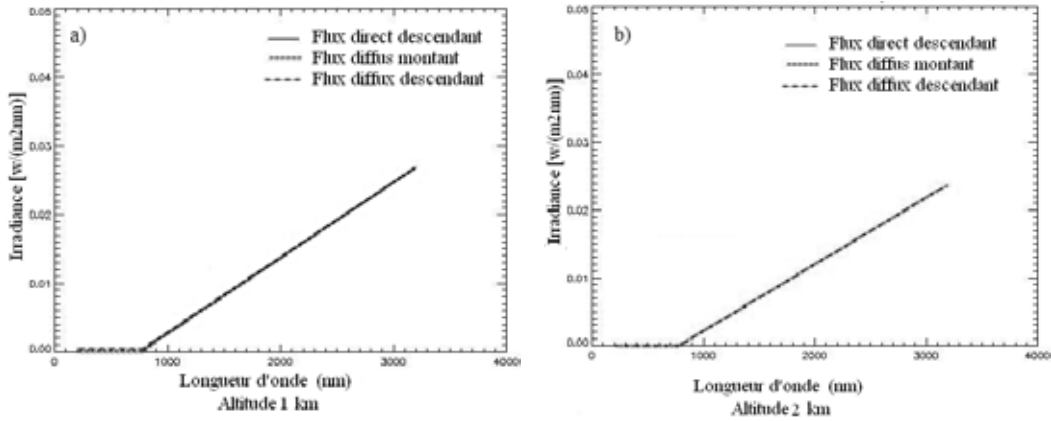 a)
Flux direct descendant
Flux diffus montant
Flux diffux descendant
Irradiance [w/(m2nm)]
0.05
0.04
0.03
0.02
0.01
0.00
0
1000
2000
3000
4000
Longueur d'onde (nm)
Altitude 1 km
b)
Flux direct descendant
Flux diffus montant
Flux diffux descendant
Irradiance [w/(m2nm)]
0.05
0.04
0.03
0.02
0.01
0.00
0
1000
2000
3000
4000
Longueur d'onde (nm)
Altitude 2 km